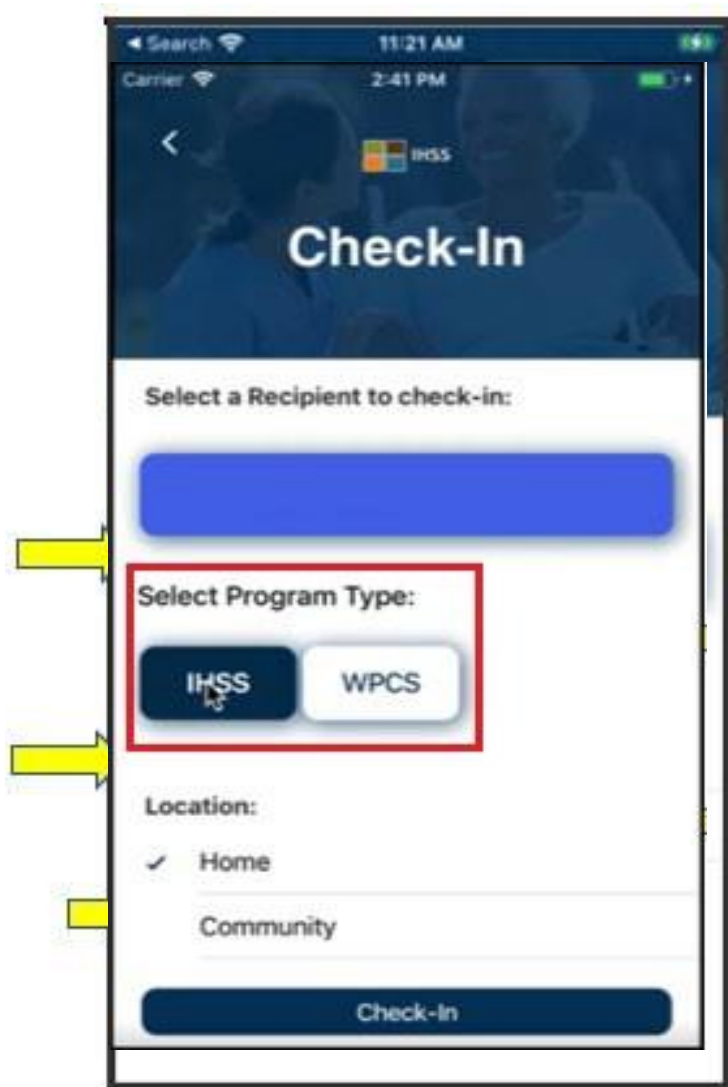 ◂ Search 11:21 AM
Carrier 2:41 PM
IHSS
Check-In
Select a Recipient to check-in:
Select Program Type:
IHSS WPCS
Location:
Home
Community
Check-In